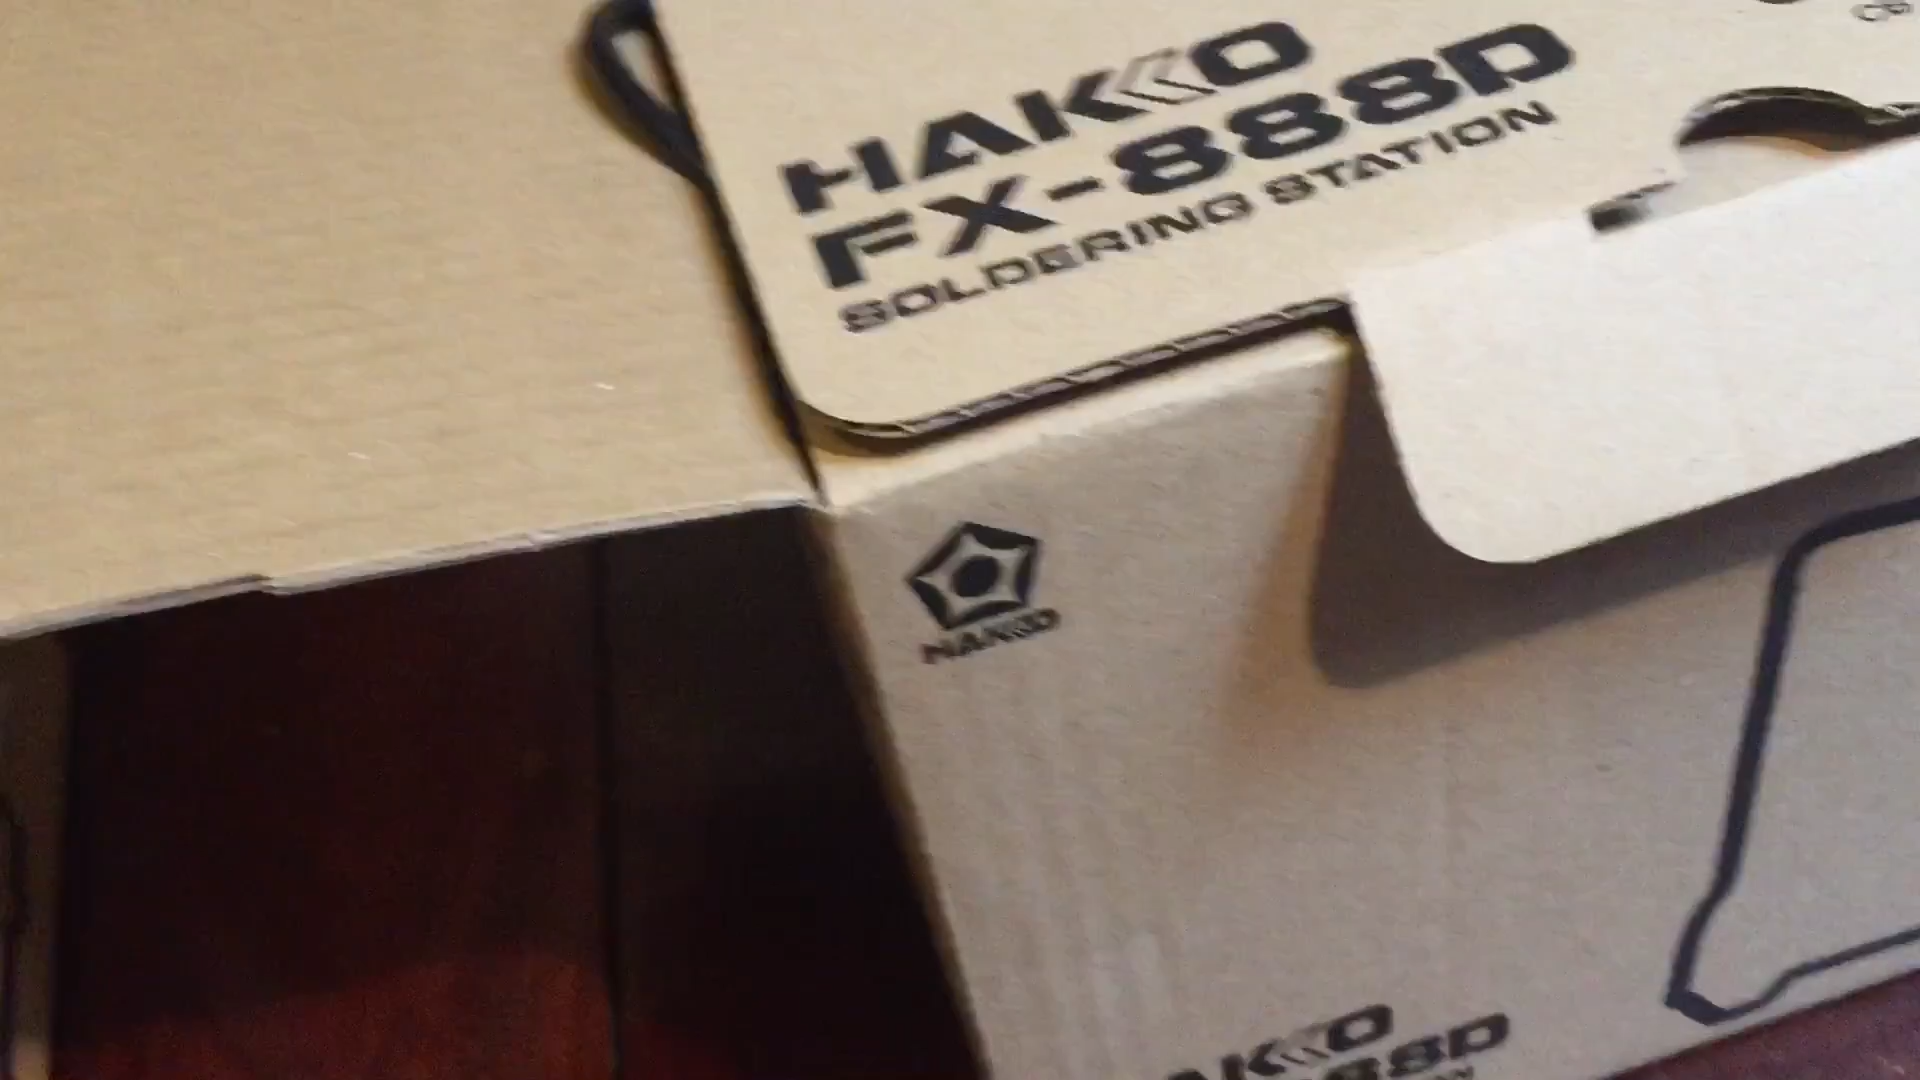 HAKKO
FX-888D
SOLDERING STATION
HAKKO
HAKKO
888D